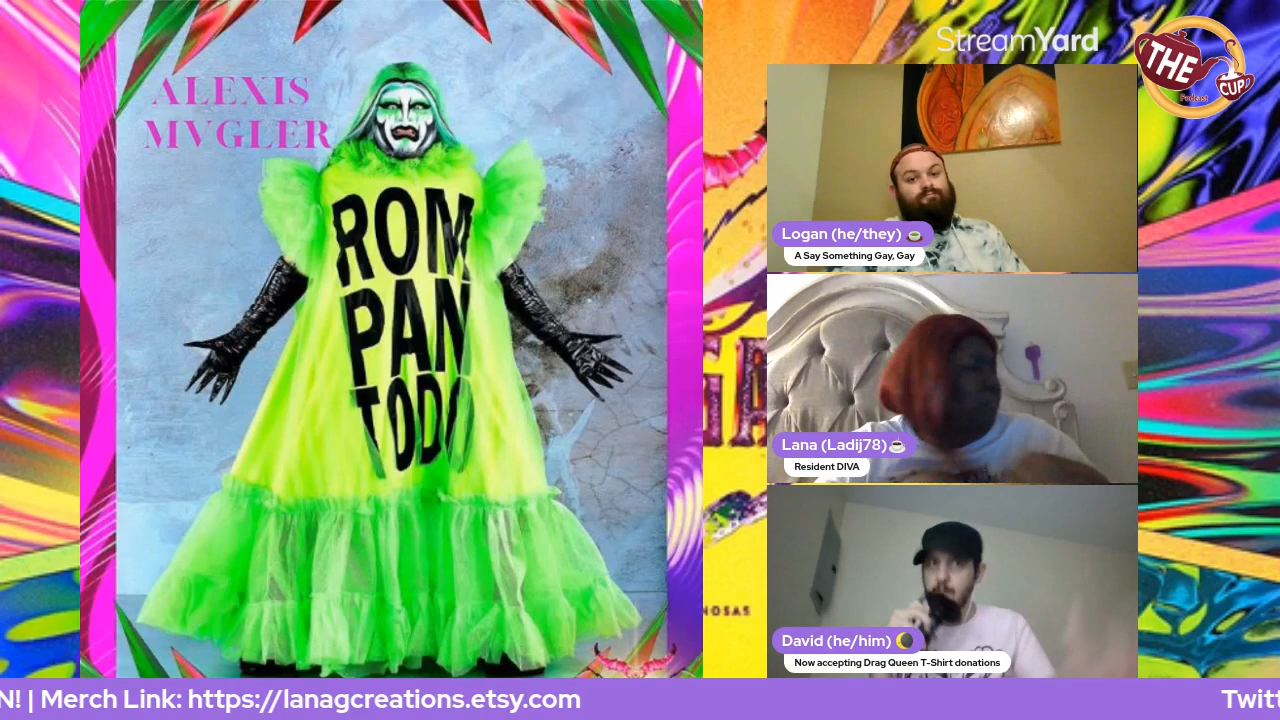 ALEXIS
MVGLER
ROM
PAN
TODO
StreamYard
THE
CUP
Podcast
Logan (he/they)
A Say Something Gay, Gay
Lana (Ladij78)
Resident DIVA
David (he/him)
Now accepting Drag Queen T-Shirt donations
NOSAS
N! | Merch Link: https://lanagcreations.etsy.com
Twitt